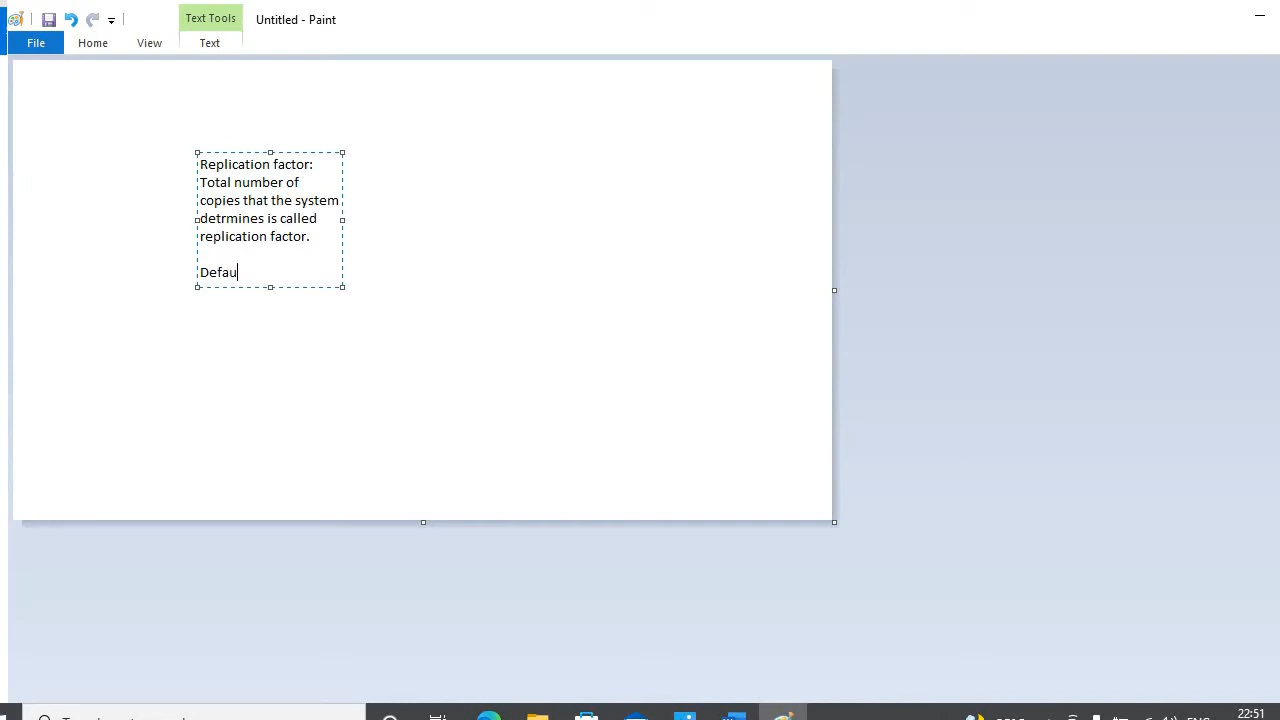 Text Tools
Untitled - Paint
File
Home
View
Text
Replication factor:
Total number of
copies that the system
detrmines is called
replication factor.
Defau
22:51